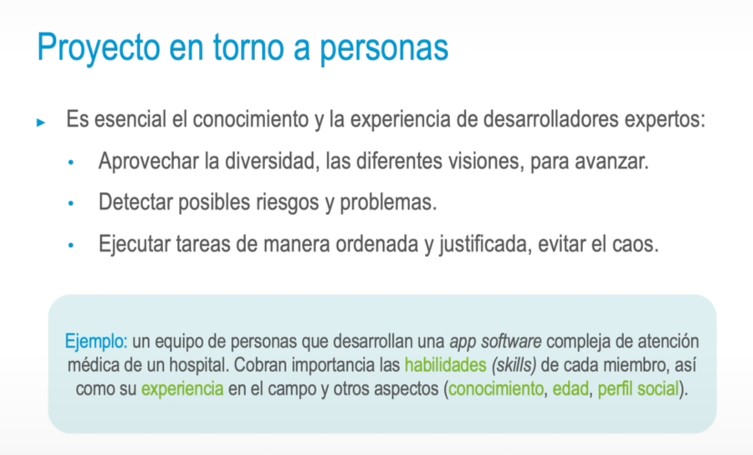 Proyecto en torno a personas
Es esencial el conocimiento y la experiencia de desarrolladores expertos:
Aprovechar la diversidad, las diferentes visiones, para avanzar.
Detectar posibles riesgos y problemas.
Ejecutar tareas de manera ordenada y justificada, evitar el caos.
Ejemplo: un equipo de personas que desarrollan una app software compleja de atención
médica de un hospital. Cobran importancia las habilidades (skills) de cada miembro, así
como su experiencia en el campo y otros aspectos (conocimiento, edad, perfil social).